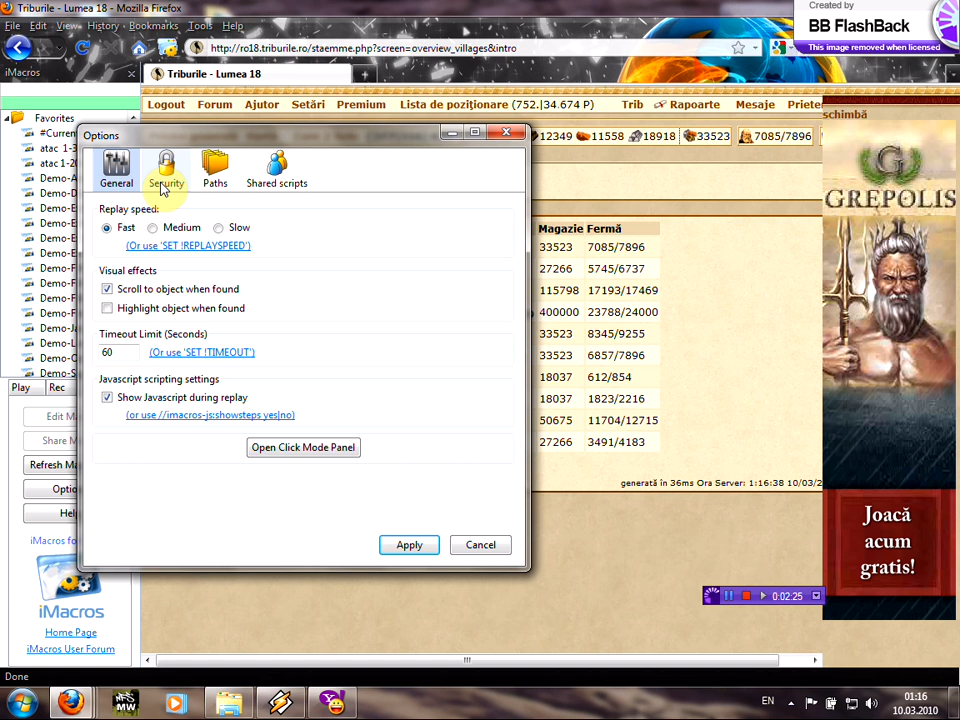 Triburile - Lumea 18 - Mozilla Firefox
Created by
BB FlashBack
This image removed when licensed
File Edit View History Bookmarks Tools Help
http://ro18.triburile.ro/staemme.php?screen=overview_villages&intro
iMacros
Triburile - Lumea 18
Logout Forum Ajutor Setări Premium Lista de poziţionare (752.|34.674 P) Trib Rapoarte Mesaje Priete
schimbă
Favorites
#Curren
atac 1-3
atac 1-20
Demo-A
Demo-D
Demo-E
Demo-E
Demo-E
Demo-E
Demo-F
Demo-F
Demo-F
Demo-F
Demo-Ja
Demo-L
Demo-O
Demo-S
Play Rec
Edit M
Share M
Refresh Ma
Optio
Help
iMacros fo
iMacros
Home Page
iMacros User Forum
12349 11558 18918 33523 7085/7896
Options
General Security Paths Shared scripts
Replay speed:
Fast Medium Slow
(Or use 'SET !REPLAYSPEED')
Visual effects
Scroll to object when found
Highlight object when found
Timeout Limit (Seconds)
60 (Or use 'SET !TIMEOUT')
Javascript scripting settings
Show Javascript during replay
(or use //imacros-js:showsteps yes|no)
Open Click Mode Panel
Apply Cancel
Magazie Fermă
33523 7085/7896
27266 5745/6737
115798 17193/17469
400000 23788/24000
33523 8345/9255
33523 6857/7896
18037 612/854
18037 1823/2216
50675 11704/12715
27266 3491/4183
generată în 36ms Ora Server: 1:16:38 10/03/2
GREPOLIS
Joacă
acum
gratis!
0:02:25
Done
NFS
MW
EN
01:16
10.03.2010